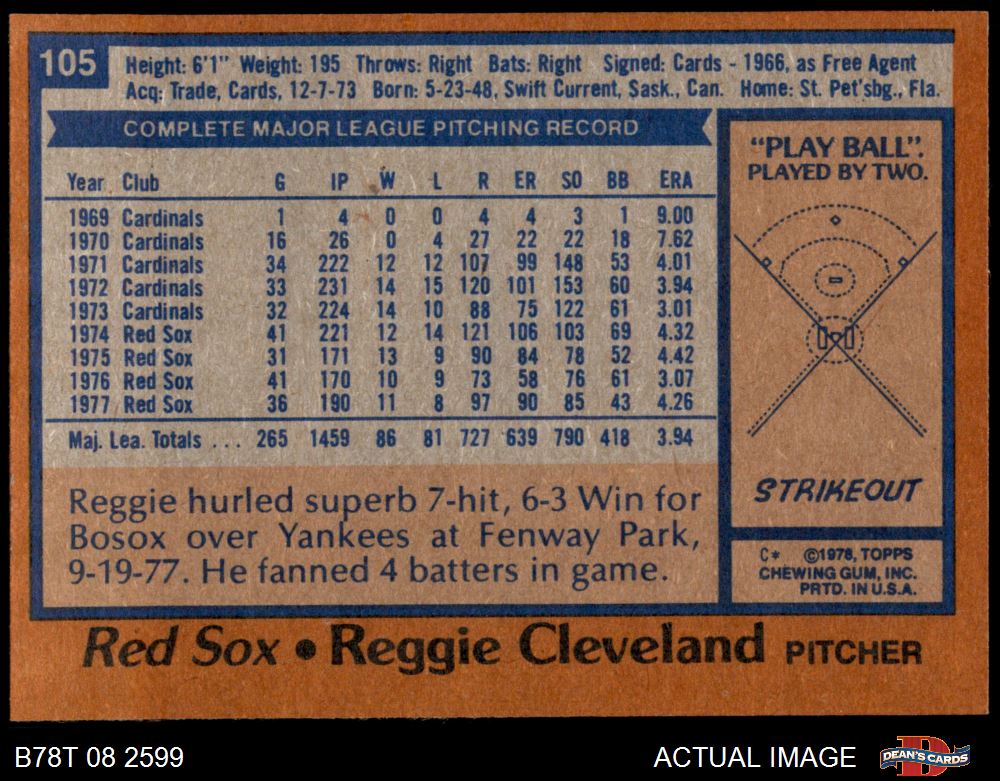 105
Height: 6'1" Weight: 195 Throws: Right Bats: Right Signed: Cards - 1966, as Free Agent
Acq: Trade, Cards, 12-7-73 Born: 5-23-48, Swift Current, Sask., Can. Home: St. Pet'sbg., Fla.
COMPLETE MAJOR LEAGUE PITCHING RECORD
Year Club G IP W L R ER SO BB ERA
1969 Cardinals 1 4 0 0 4 4 3 1 9.00
1970 Cardinals 16 26 0 4 27 22 22 18 7.62
1971 Cardinals 34 222 12 12 107 99 148 53 4.01
1972 Cardinals 33 231 14 15 120 101 153 60 3.94
1973 Cardinals 32 224 14 10 88 75 122 61 3.01
1974 Red Sox 41 221 12 14 121 106 103 69 4.32
1975 Red Sox 31 171 13 9 90 84 78 52 4.42
1976 Red Sox 41 170 10 9 73 58 76 61 3.07
1977 Red Sox 36 190 11 8 97 90 85 43 4.26
Maj. Lea. Totals ... 265 1459 86 81 727 639 790 418 3.94
Reggie hurled superb 7-hit, 6-3 Win for
Bosox over Yankees at Fenway Park,
9-19-77. He fanned 4 batters in game.
"PLAY BALL".
PLAYED BY TWO.
STRIKEOUT
C* ©1978, TOPPS
CHEWING GUM, INC.
PRTD. IN U.S.A.
Red Sox • Reggie Cleveland PITCHER
B78T 08 2599
ACTUAL IMAGE
DEAN'S CARDS